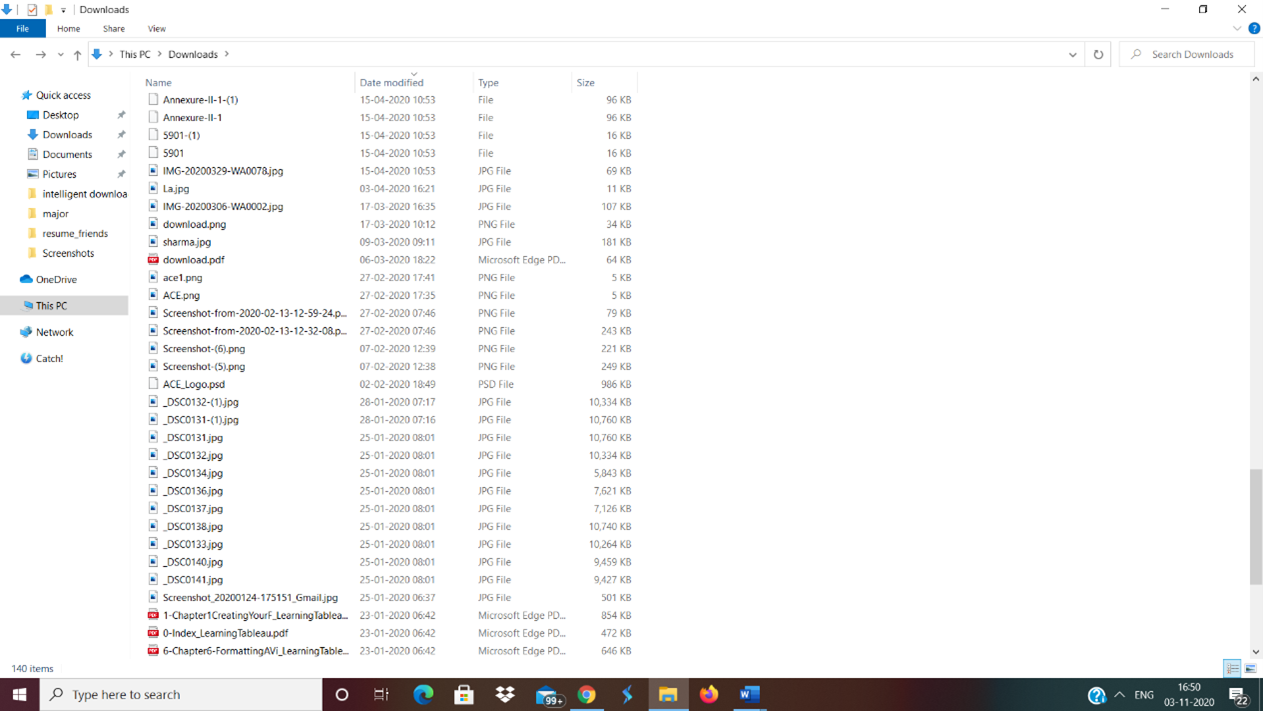 Downloads
File Home Share View
This PC Downloads Search Downloads
Name Date modified Type Size
Quick access
Desktop
Downloads
Documents
Pictures
intelligent downloa
major
resume_friends
Screenshots
OneDrive
This PC
Network
Catch!
Annexure-II-1-(1) 15-04-2020 10:53 File 96 KB
Annexure-II-1 15-04-2020 10:53 File 96 KB
5901-(1) 15-04-2020 10:53 File 16 KB
5901 15-04-2020 10:53 File 16 KB
IMG-20200329-WA0078.jpg 15-04-2020 10:53 JPG File 69 KB
La.jpg 03-04-2020 16:21 JPG File 11 KB
IMG-20200306-WA0002.jpg 17-03-2020 16:35 JPG File 107 KB
download.png 17-03-2020 10:12 PNG File 34 KB
sharma.jpg 09-03-2020 09:11 JPG File 181 KB
download.pdf 06-03-2020 18:22 Microsoft Edge PD... 64 KB
ace1.png 27-02-2020 17:41 PNG File 5 KB
ACE.png 27-02-2020 17:35 PNG File 5 KB
Screenshot-from-2020-02-13-12-59-24.p... 27-02-2020 07:46 PNG File 79 KB
Screenshot-from-2020-02-13-12-32-08.p... 27-02-2020 07:46 PNG File 243 KB
Screenshot-(6).png 07-02-2020 12:39 PNG File 221 KB
Screenshot-(5).png 07-02-2020 12:38 PNG File 249 KB
ACE_Logo.psd 02-02-2020 18:49 PSD File 986 KB
_DSC0132-(1).jpg 28-01-2020 07:17 JPG File 10,334 KB
_DSC0131-(1).jpg 28-01-2020 07:16 JPG File 10,760 KB
_DSC0131.jpg 25-01-2020 08:01 JPG File 10,760 KB
_DSC0132.jpg 25-01-2020 08:01 JPG File 10,334 KB
_DSC0134.jpg 25-01-2020 08:01 JPG File 5,843 KB
_DSC0136.jpg 25-01-2020 08:01 JPG File 7,621 KB
_DSC0137.jpg 25-01-2020 08:01 JPG File 7,126 KB
_DSC0138.jpg 25-01-2020 08:01 JPG File 10,740 KB
_DSC0133.jpg 25-01-2020 08:01 JPG File 10,264 KB
_DSC0140.jpg 25-01-2020 08:01 JPG File 9,459 KB
_DSC0141.jpg 25-01-2020 08:01 JPG File 9,427 KB
Screenshot_20200124-175151_Gmail.jpg 25-01-2020 06:37 JPG File 501 KB
1-Chapter1CreatingYourF_LearningTablea... 23-01-2020 06:42 Microsoft Edge PD... 854 KB
0-Index_LearningTableau.pdf 23-01-2020 06:42 Microsoft Edge PD... 472 KB
6-Chapter6-FormattingAVi_LearningTable... 23-01-2020 06:42 Microsoft Edge PD... 646 KB
140 items
Type here to search 99+ ENG 16:50
03-11-2020 22